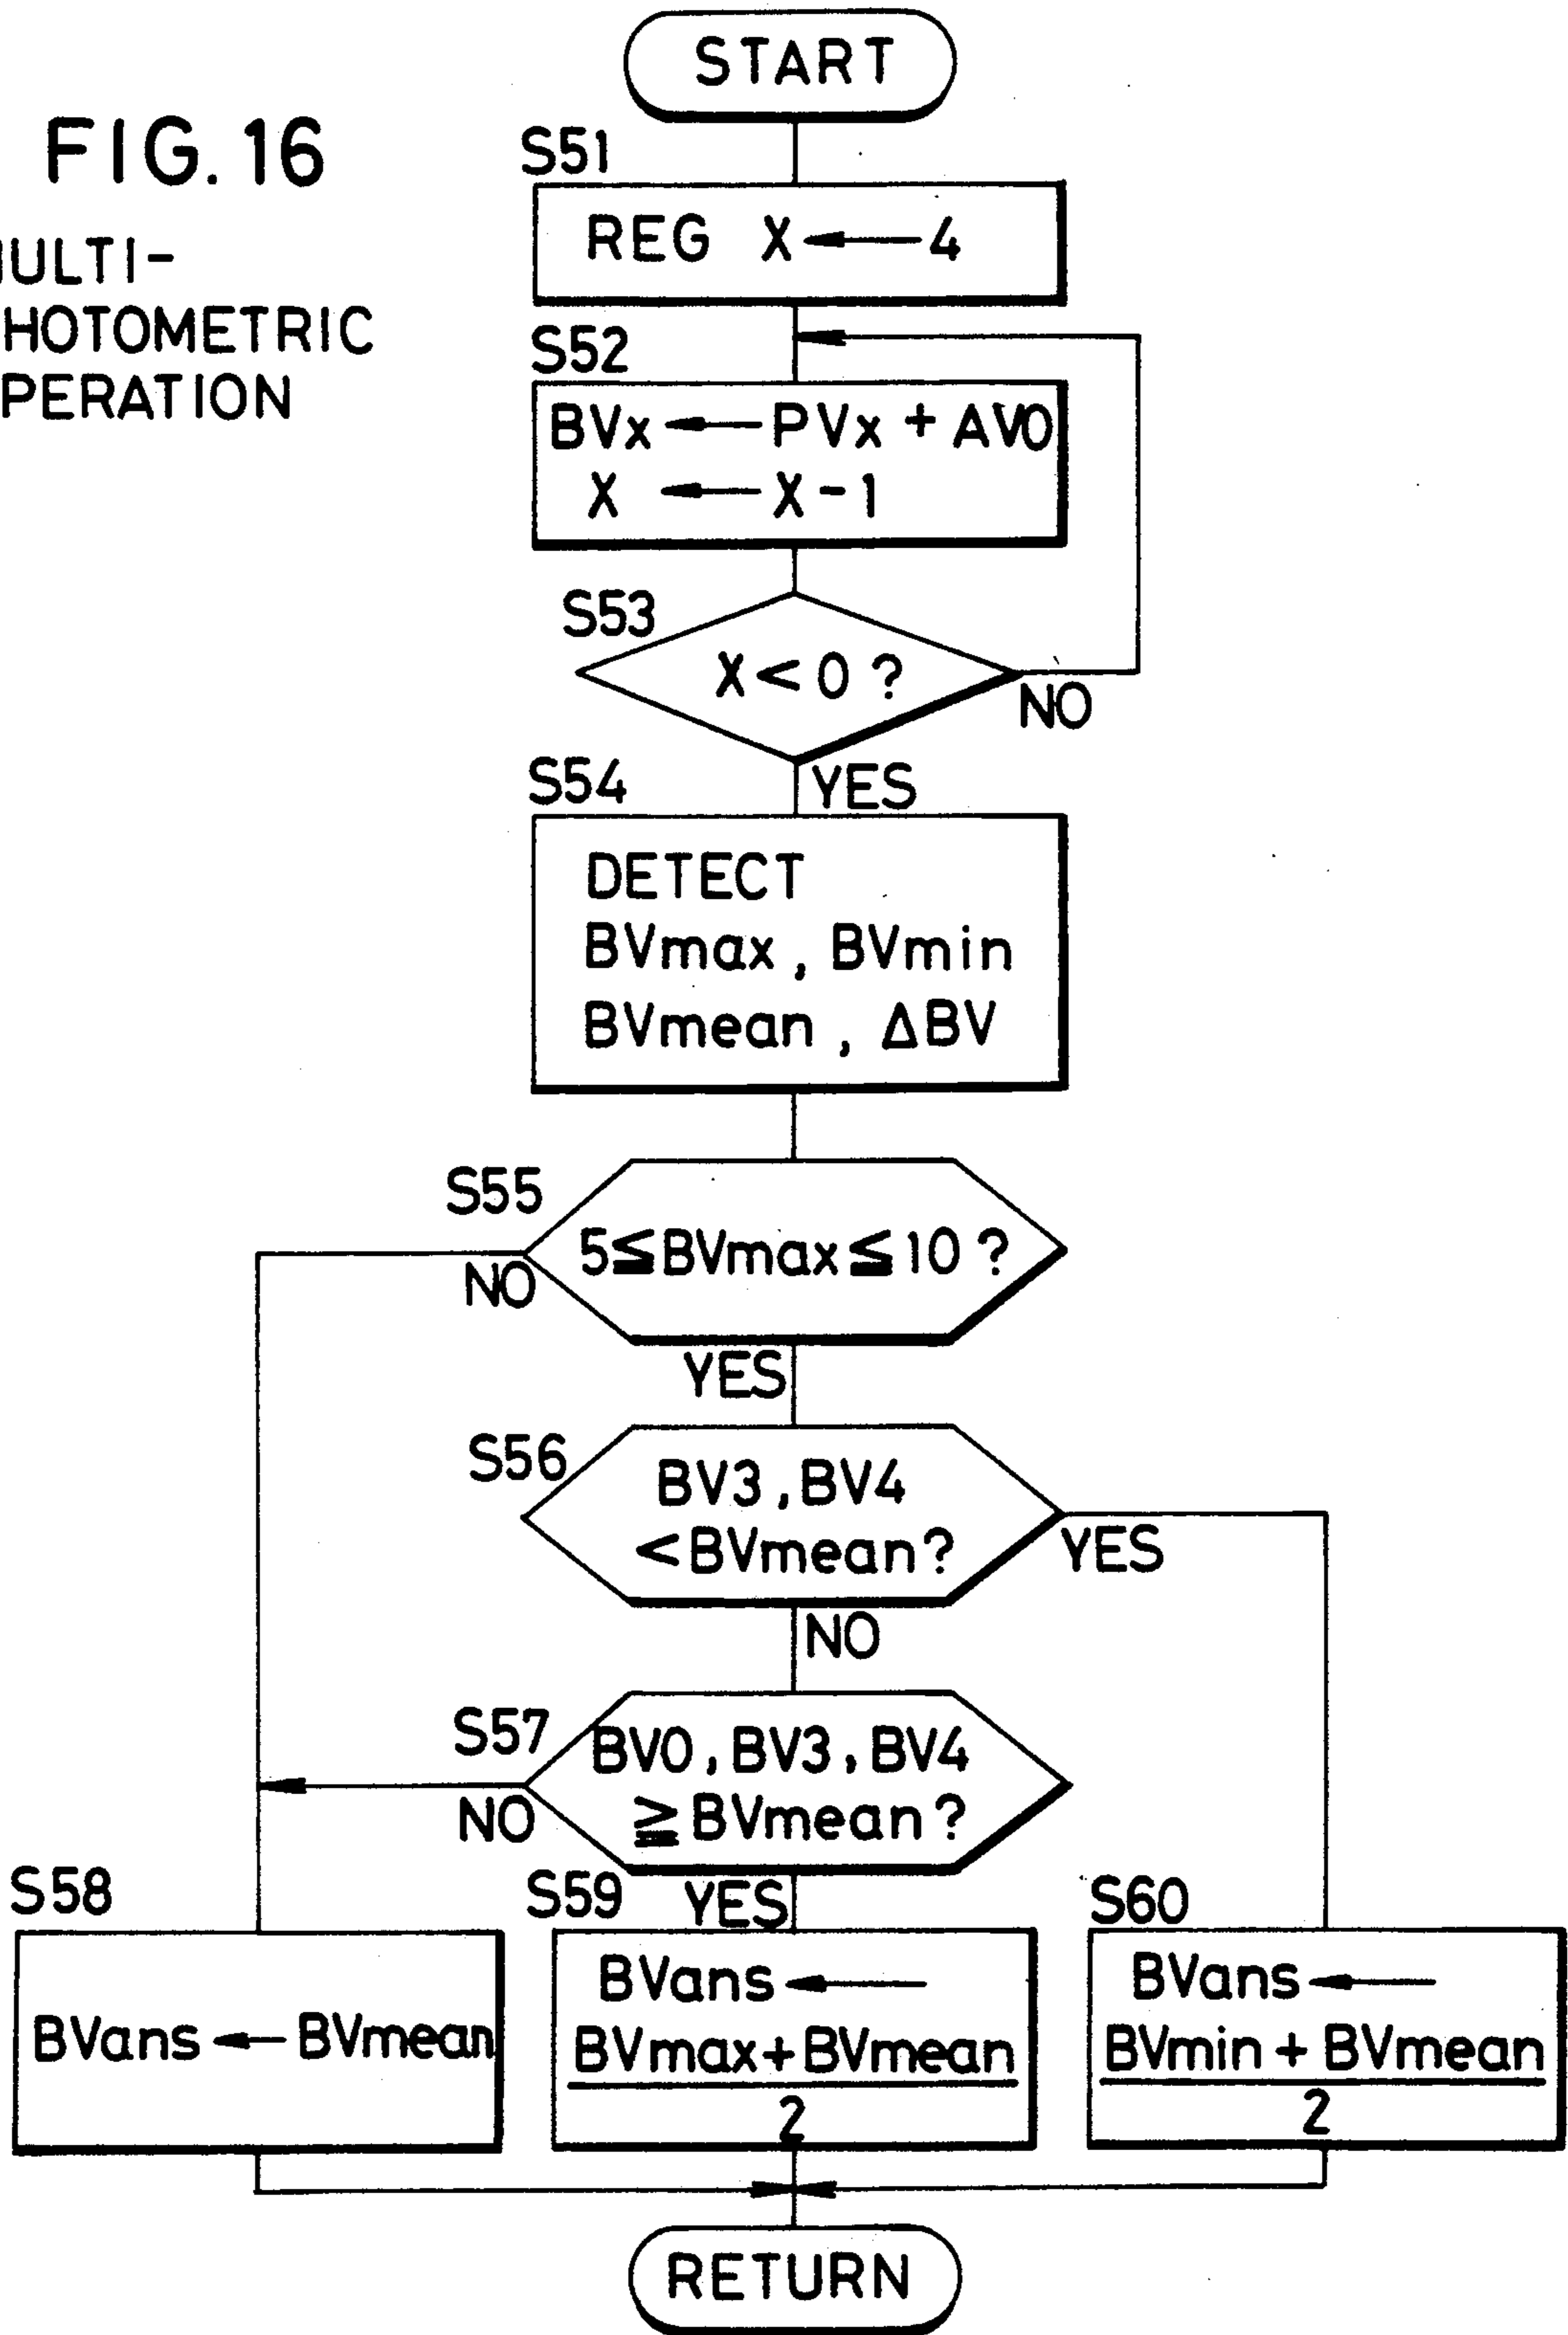 START
FIG. 16
ULTI-
HOTOMETRIC
PERATION
S51
REG X ← 4
S52
BVx ← PVx + AV0
X ← X - 1
S53
X < 0 ?
NO
YES
S54
DETECT
BVmax , BVmin
BVmean , ΔBV
S55
5 ≦ BVmax ≦ 10 ?
NO
YES
S56
BV3 , BV4
< BVmean ?
YES
NO
S57
BV0 , BV3 , BV4
≧ BVmean ?
NO
YES
S58
BVans ← BVmean
S59
BVans ←
BVmax + BVmean
2
S60
BVans ←
BVmin + BVmean
2
RETURN